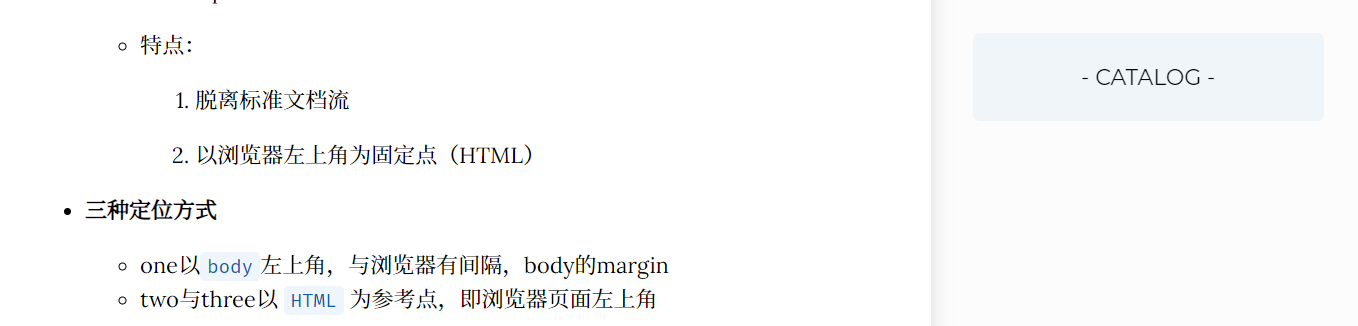 特点：
1. 脱离标准文档流
2. 以浏览器左上角为固定点（HTML）
三种定位方式
one以 body 左上角，与浏览器有间隔，body的margin
two与three以 HTML 为参考点，即浏览器页面左上角
- CATALOG -